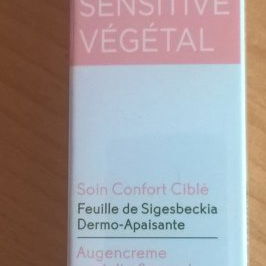 SENSITIVE
VÉGÉTAL
Soin Confort Ciblé
Feuille de Sigesbeckia
Dermo-Apaisante
Augencreme